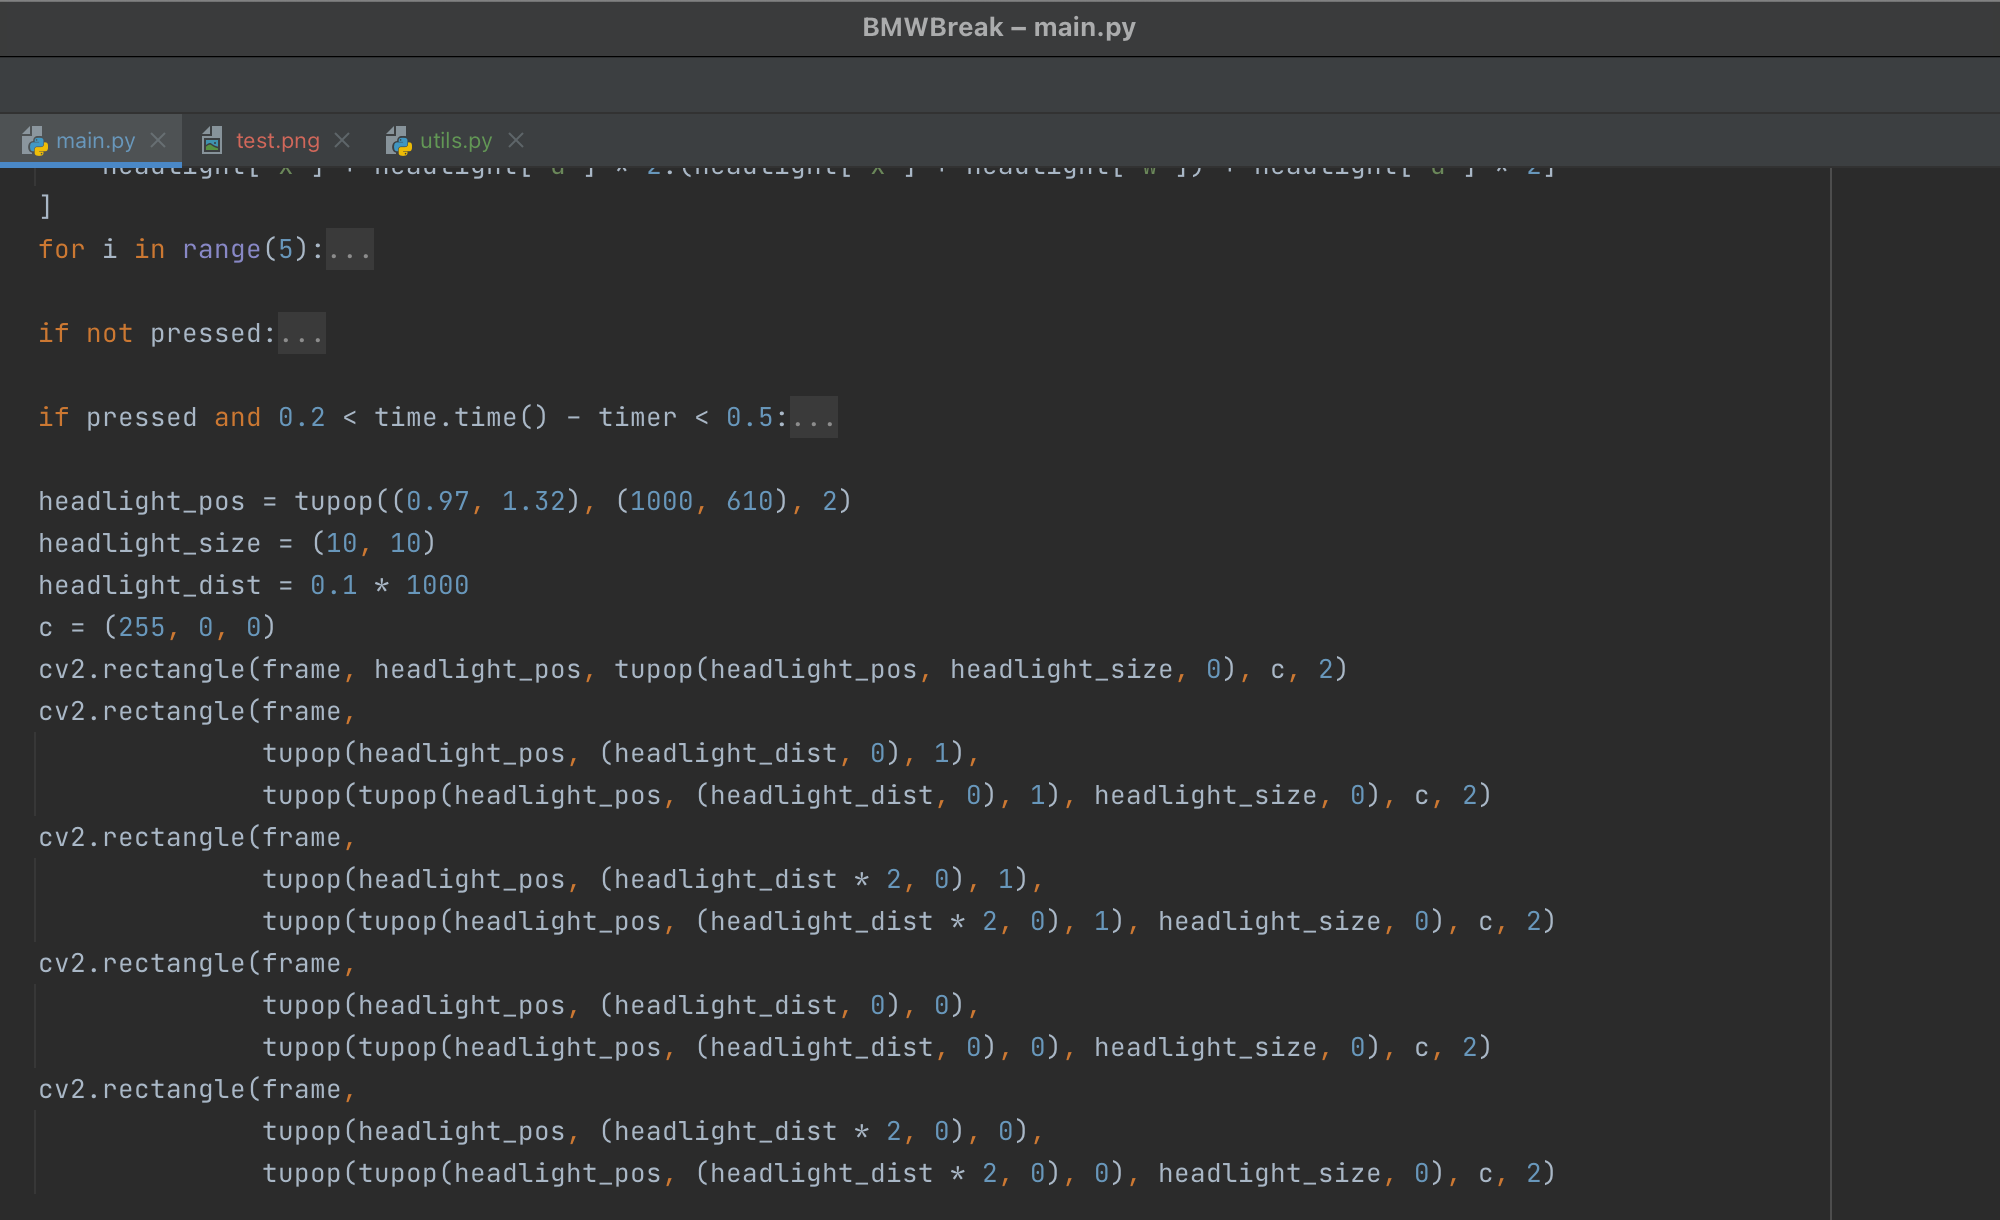 BMWBreak – main.py
main.py test.png utils.py
]
for i in range(5):...
if not pressed:...
if pressed and 0.2 < time.time() - timer < 0.5:...
headlight_pos = tupop((0.97, 1.32), (1000, 610), 2)
headlight_size = (10, 10)
headlight_dist = 0.1 * 1000
c = (255, 0, 0)
cv2.rectangle(frame, headlight_pos, tupop(headlight_pos, headlight_size, 0), c, 2)
cv2.rectangle(frame,
tupop(headlight_pos, (headlight_dist, 0), 1),
tupop(tupop(headlight_pos, (headlight_dist, 0), 1), headlight_size, 0), c, 2)
cv2.rectangle(frame,
tupop(headlight_pos, (headlight_dist * 2, 0), 1),
tupop(tupop(headlight_pos, (headlight_dist * 2, 0), 1), headlight_size, 0), c, 2)
cv2.rectangle(frame,
tupop(headlight_pos, (headlight_dist, 0), 0),
tupop(tupop(headlight_pos, (headlight_dist, 0), 0), headlight_size, 0), c, 2)
cv2.rectangle(frame,
tupop(headlight_pos, (headlight_dist * 2, 0), 0),
tupop(tupop(headlight_pos, (headlight_dist * 2, 0), 0), headlight_size, 0), c, 2)